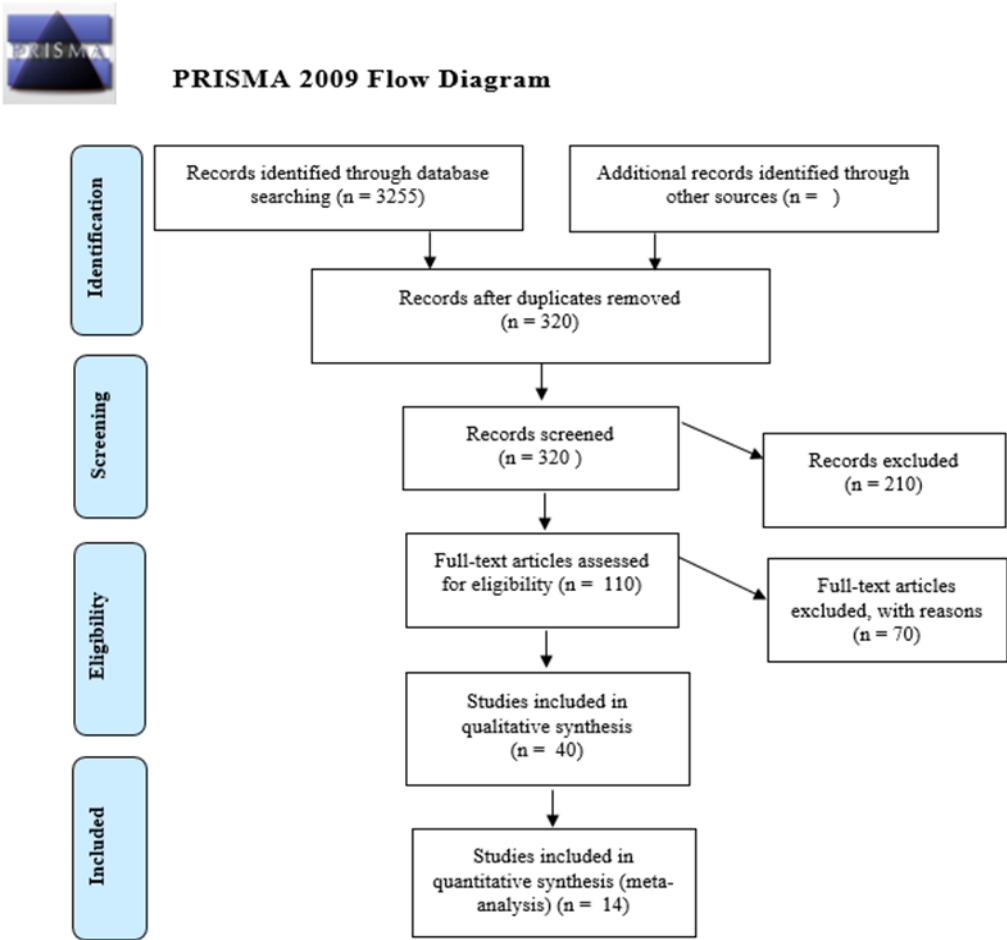 PRISMA
PRISMA 2009 Flow Diagram
Identification
Records identified through database
searching (n = 3255)
Additional records identified through
other sources (n =   )
Records after duplicates removed
(n = 320)
Screening
Records screened
(n = 320 )
Records excluded
(n = 210)
Eligibility
Full-text articles assessed
for eligibility (n =  110)
Full-text articles
excluded, with reasons
(n = 70)
Studies included in
qualitative synthesis
(n =  40)
Included
Studies included in
quantitative synthesis (meta-
analysis) (n =  14)